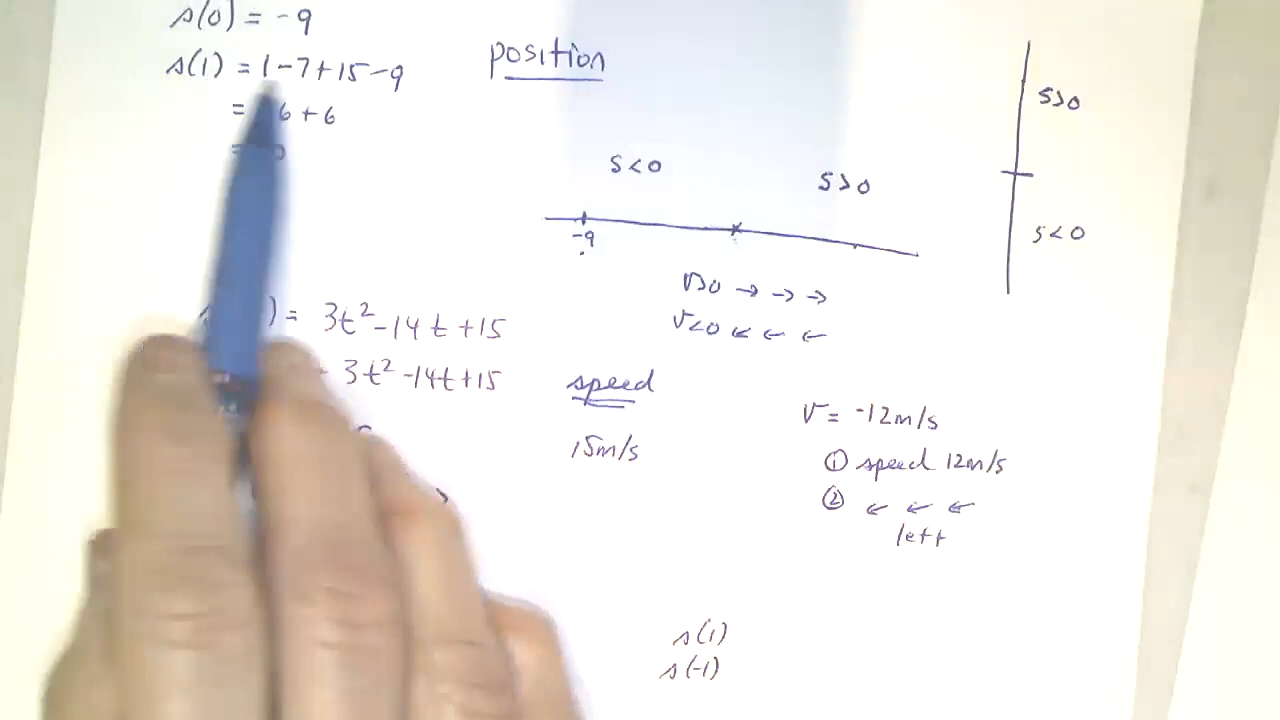 s(0) = -9
s(1) = 1-7+15-9
= 6 + 6
position
s>0
s<0
s<0
s>0
-9
v>0 → → →
v<0 ← ← ←
) = 3t²-14t+15
3t²-14t+15
speed
15m/s
v = -12m/s
① speed 12m/s
② ← ← ←
left
s(1)
s(-1)